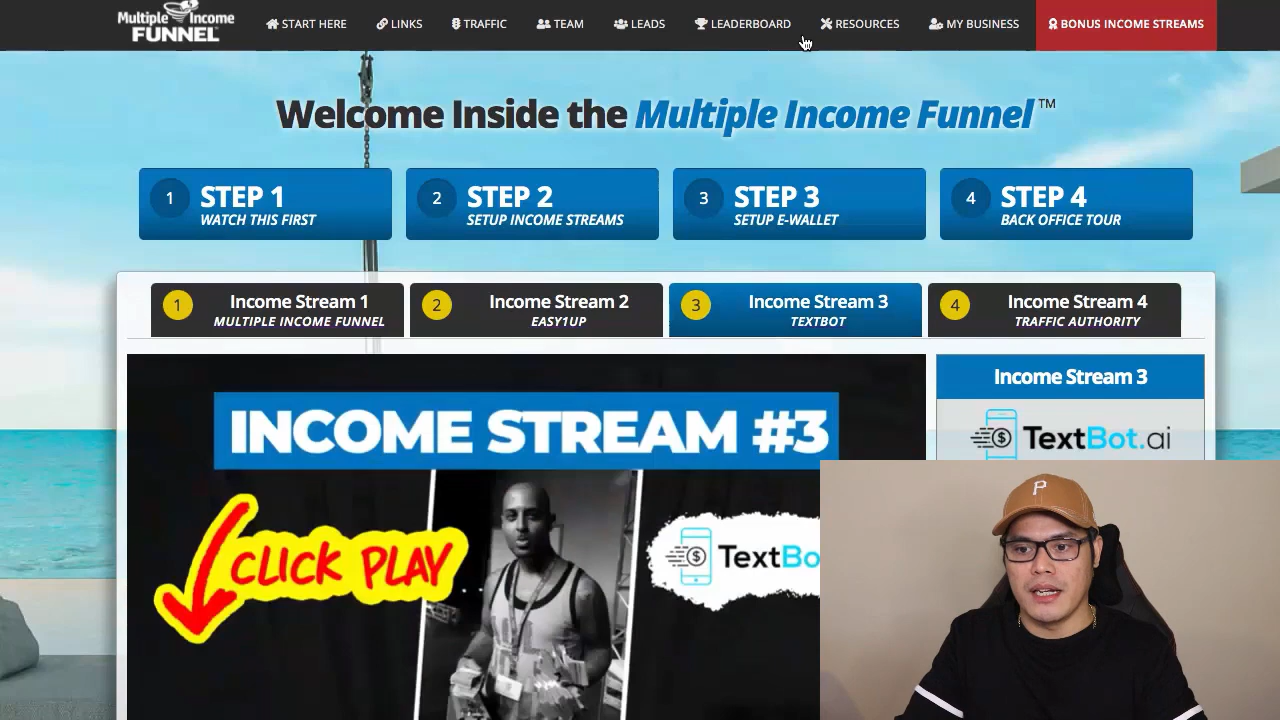 Multiple Income
FUNNEL
START HERE
LINKS
TRAFFIC
TEAM
LEADS
LEADERBOARD
RESOURCES
MY BUSINESS
BONUS INCOME STREAMS
Welcome Inside the Multiple Income Funnel™
1 STEP 1
WATCH THIS FIRST
2 STEP 2
SETUP INCOME STREAMS
3 STEP 3
SETUP E-WALLET
4 STEP 4
BACK OFFICE TOUR
1 Income Stream 1
MULTIPLE INCOME FUNNEL
2 Income Stream 2
EASY1UP
3 Income Stream 3
TEXTBOT
4 Income Stream 4
TRAFFIC AUTHORITY
INCOME STREAM #3
CLICK PLAY
$ TextBo
Income Stream 3
$ TextBot.ai
P